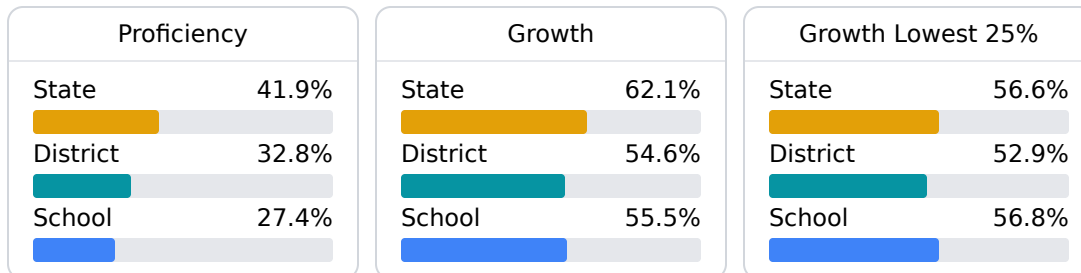 Proficiency
State 41.9%
District 32.8%
School 27.4%
Growth
State 62.1%
District 54.6%
School 55.5%
Growth Lowest 25%
State 56.6%
District 52.9%
School 56.8%